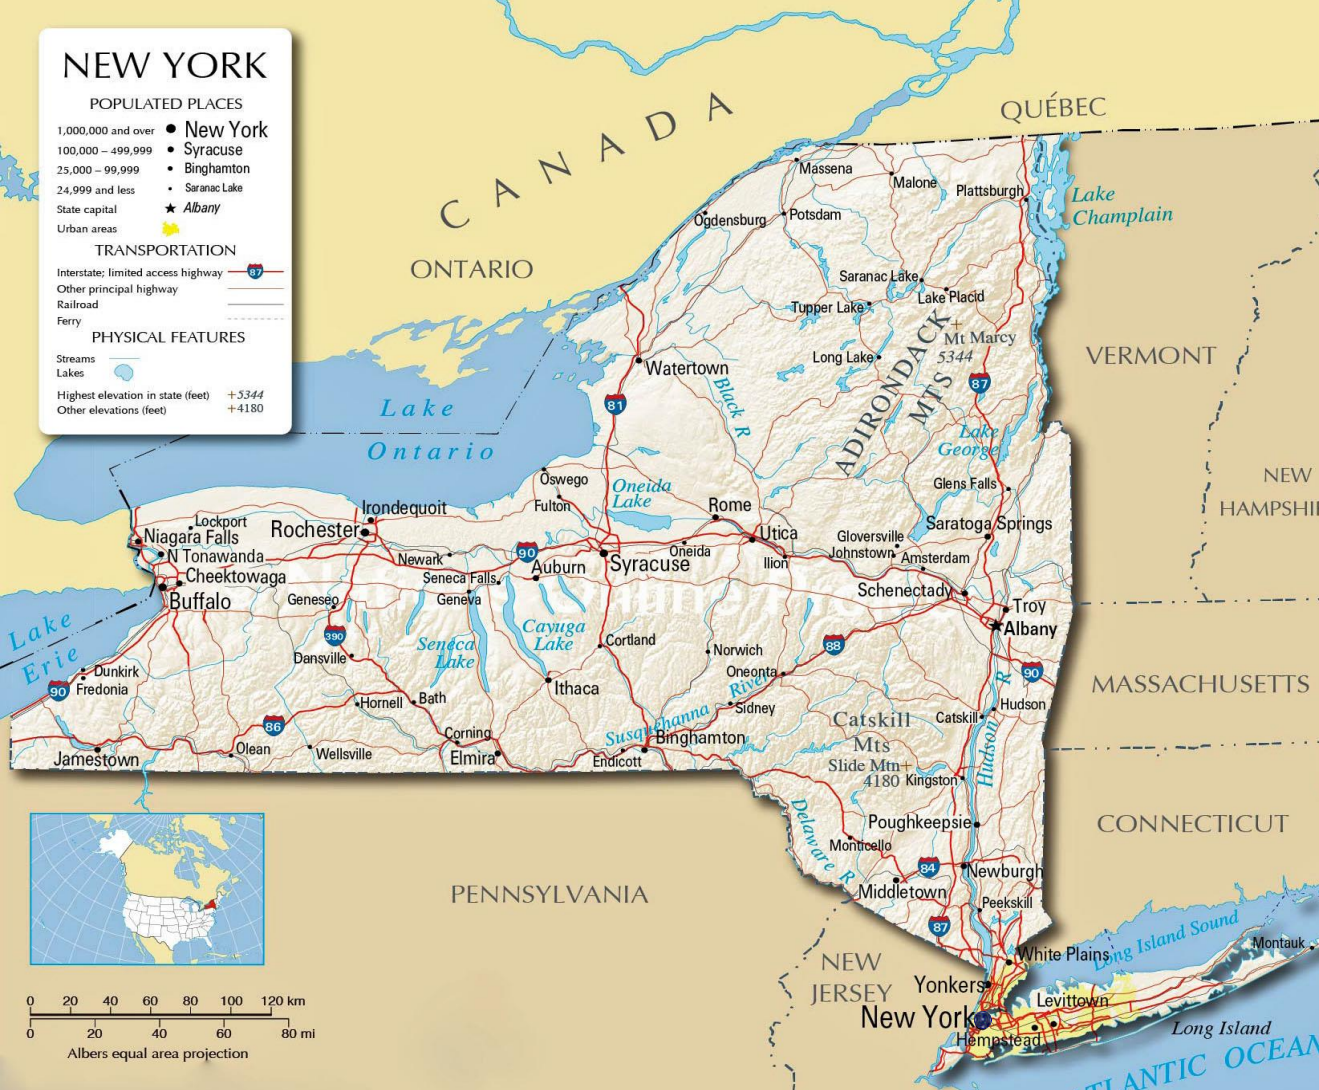 NEW YORK
POPULATED PLACES
1,000,000 and over New York
100,000 – 499,999 Syracuse
25,000 – 99,999 Binghamton
24,999 and less Saranac Lake
State capital Albany
Urban areas
TRANSPORTATION
Interstate; limited access highway 87
Other principal highway
Railroad
Ferry
PHYSICAL FEATURES
Streams
Lakes
Highest elevation in state (feet) +5344
Other elevations (feet) +4180
CANADA
QUÉBEC
ONTARIO
Massena
Malone
Plattsburgh
Lake
Champlain
Ogdensburg
Potsdam
Saranac Lake
Lake Placid
Tupper Lake
Mt Marcy
5344
Long Lake
ADIRONDACK
MTS
VERMONT
Watertown
87
81
Black R
Lake
Ontario
Lake
George
NEW
HAMPSHI
Oswego
Fulton
Oneida
Lake
Glens Falls
Irondequoit
Rochester
Rome
Saratoga Springs
Lockport
Niagara Falls
N Tonawanda
Utica
Gloversville
Johnstown
Amsterdam
Newark
90
Oneida
Ilion
Syracuse
Auburn
Seneca Falls
Cheektowaga
Buffalo
Geneseo
Geneva
Schenectady
Troy
Albany
Lake
Erie
390
Seneca
Lake
Cayuga
Lake
Cortland
Norwich
88
Dansville
Oneonta
90
Dunkirk
Fredonia
90
Ithaca
MASSACHUSETTS
Hornell
Bath
Susquehanna River
Sidney
Catskill
Hudson
Hudson R
86
Catskill
Mts
Slide Mtn+
4180
Kingston
Corning
Binghamton
Olean
Wellsville
Elmira
Endicott
Jamestown
Delaware R
Poughkeepsie
CONNECTICUT
Monticello
84
Newburgh
Middletown
PENNSYLVANIA
Peekskill
87
Long Island Sound
Montauk
White Plains
NEW
JERSEY
Yonkers
New York
Levittown
Hempstead
Long Island
LANTIC OCEAN
0 20 40 60 80 100 120 km
0 20 40 60 80 mi
Albers equal area projection